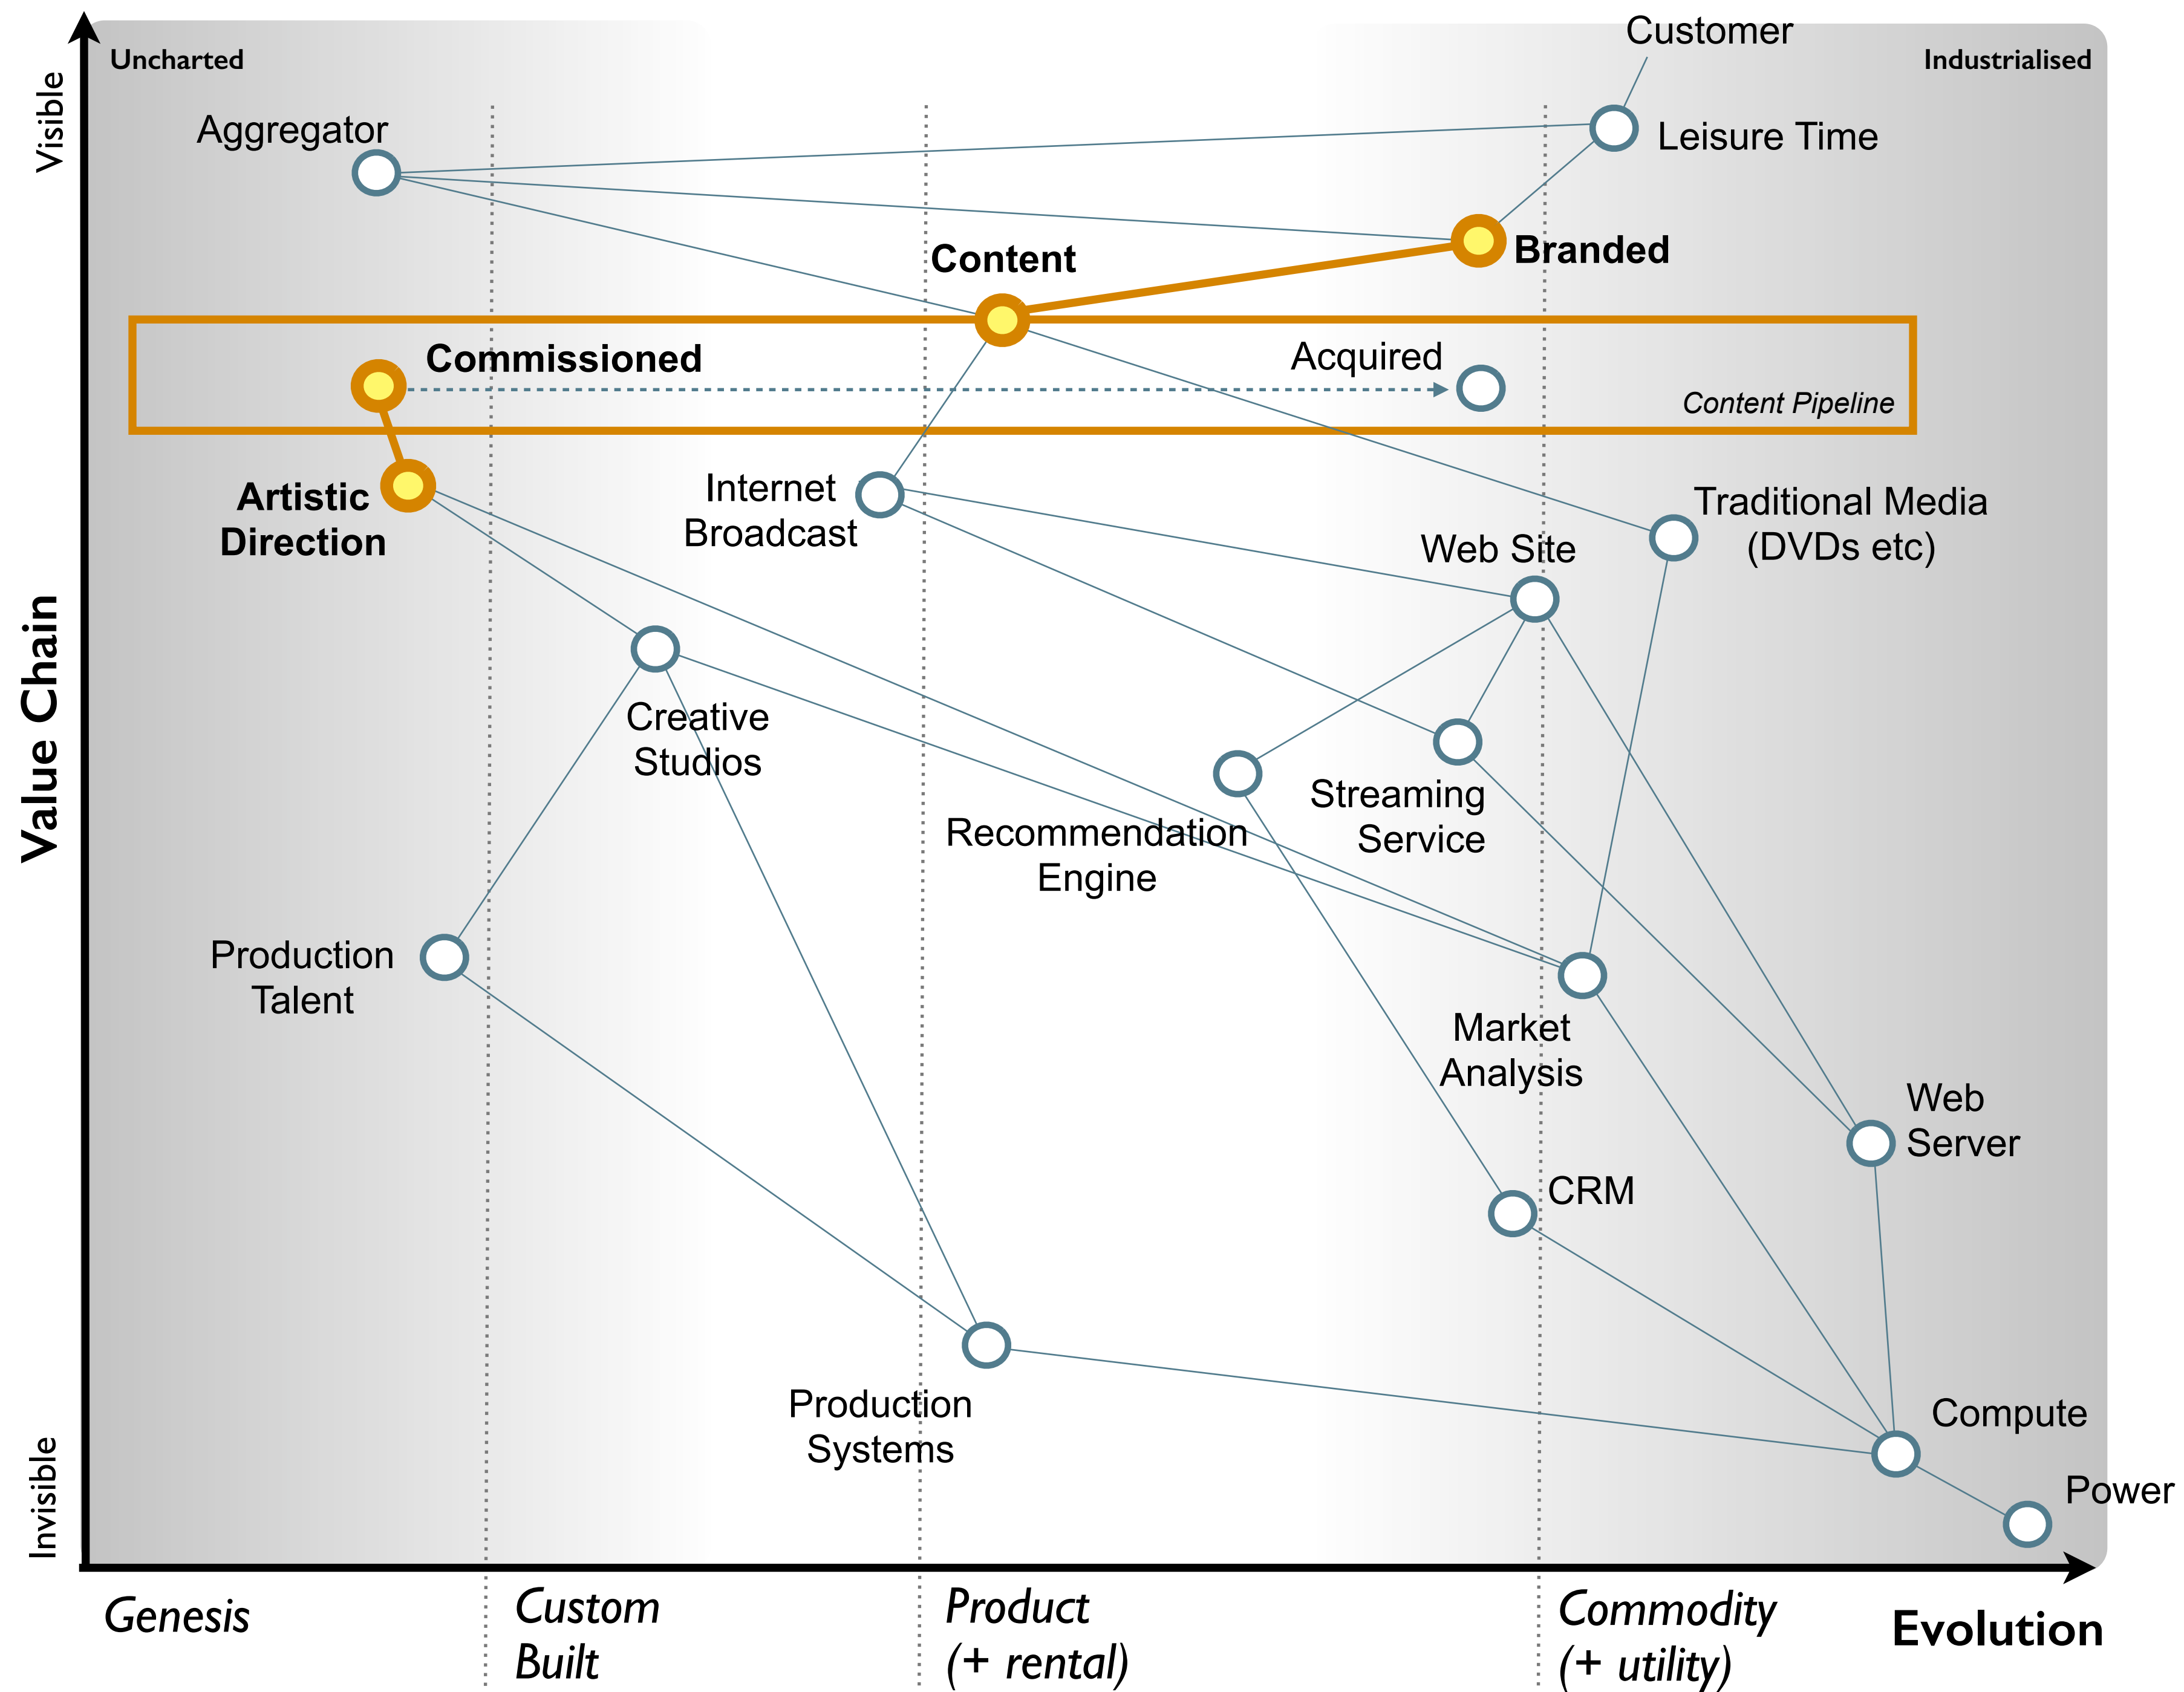 Customer
Uncharted
Industrialised
Visible
Aggregator
Leisure Time
Content
Branded
Commissioned
Acquired
Content Pipeline
Artistic
Direction
Internet
Broadcast
Traditional Media
(DVDs etc)
Web Site
Value Chain
Creative
Studios
Streaming
Service
Recommendation
Engine
Production
Talent
Market
Analysis
Web
Server
CRM
Production
Systems
Compute
Power
Invisible
Genesis
Custom
Built
Product
(+ rental)
Commodity
(+ utility)
Evolution